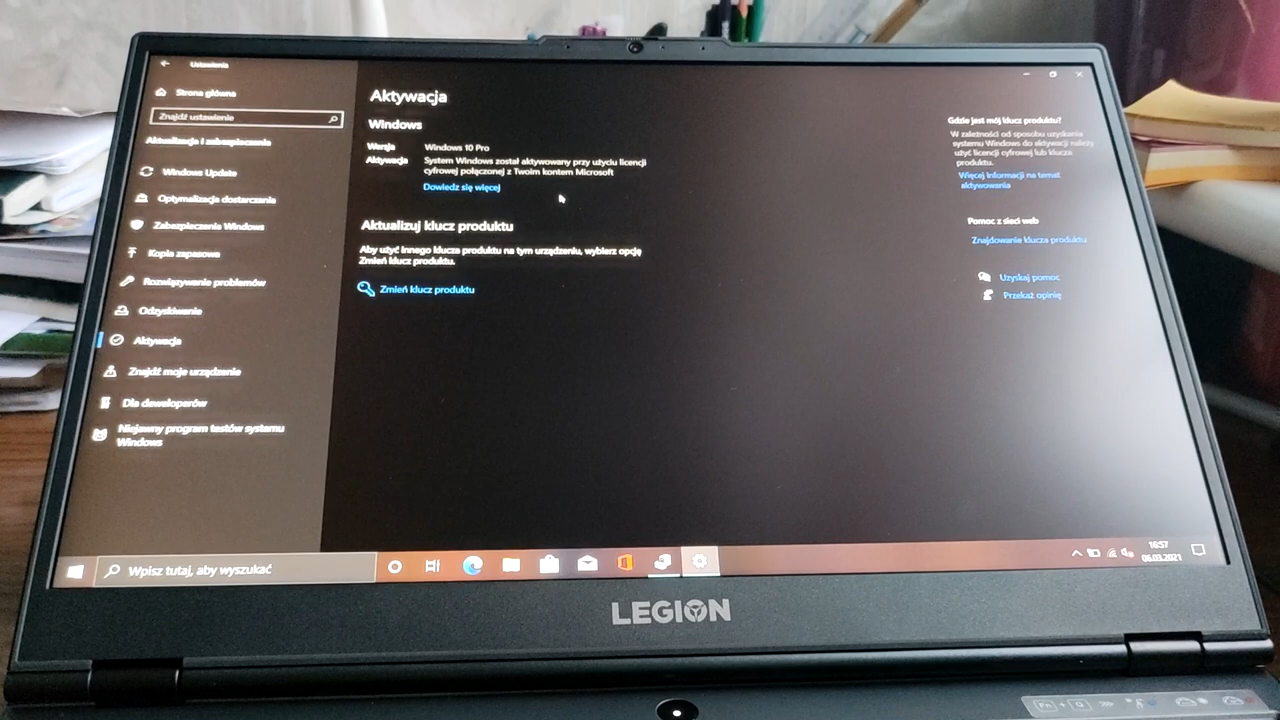 Ustawienia
Strona główna
Znajdź ustawienie
Aktualizacja i zabezpieczenia
Windows Update
Optymalizacja dostarczania
Zabezpieczenia Windows
Kopia zapasowa
Rozwiązywanie problemów
Odzyskiwanie
Aktywacja
Znajdź moje urządzenie
Dla deweloperów
Niejawny program testów systemu
Windows
Aktywacja
Windows
Wersja Windows 10 Pro
Aktywacja System Windows został aktywowany przy użyciu licencji
cyfrowej połączonej z Twoim kontem Microsoft
Dowiedz się więcej
Aktualizuj klucz produktu
Aby użyć innego klucza produktu na tym urządzeniu, wybierz opcję
Zmień klucz produktu.
Zmień klucz produktu
Gdzie jest mój klucz produktu?
W zależności od sposobu uzyskania
systemu Windows do aktywacji należy
użyć licencji cyfrowej lub klucza
produktu.
Więcej informacji na temat
aktywowania
Pomoc z sieci web
Znajdowanie klucza produktu
Uzyskaj pomoc
Przekaż opinię
Wpisz tutaj, aby wyszukać
16:57
06.03.2021
LEGION
Fn + Q